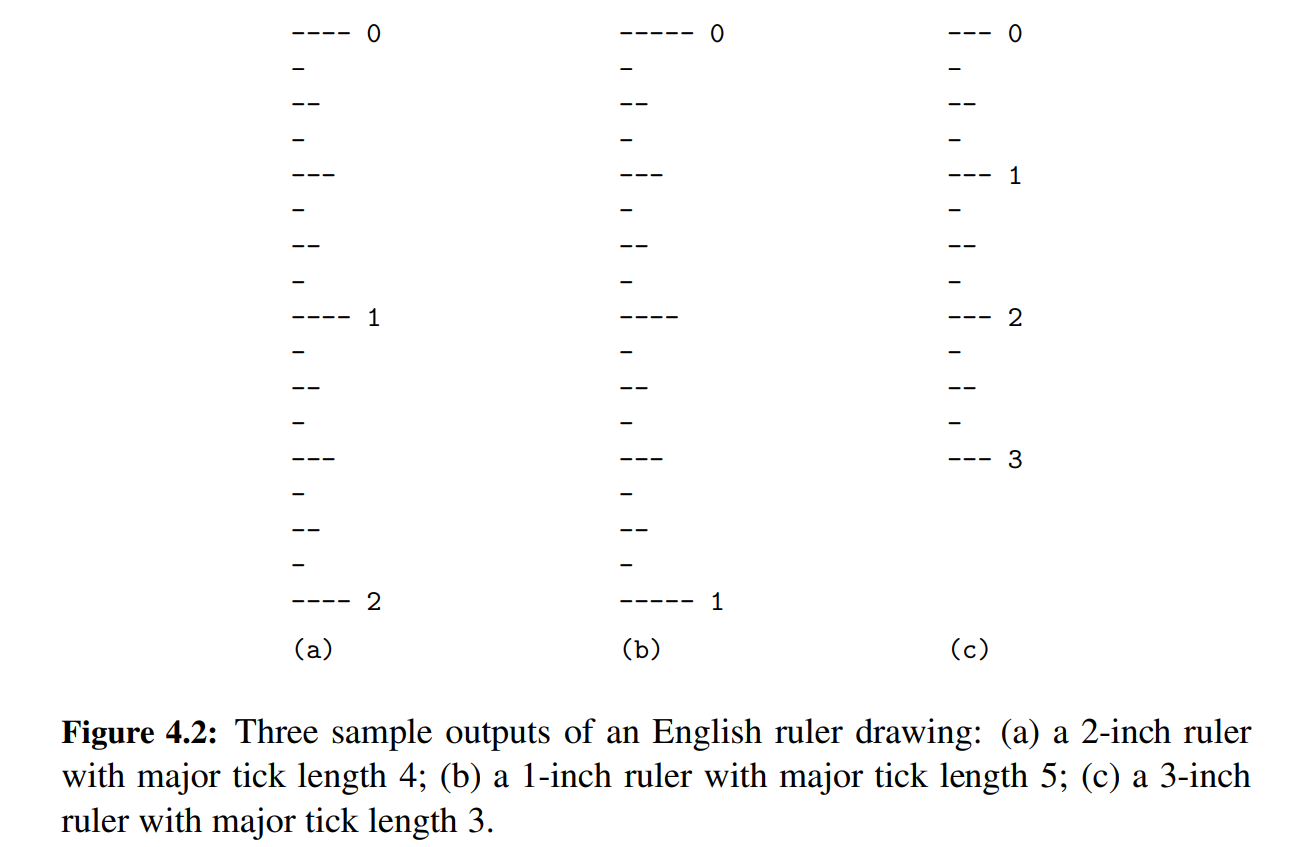 ---- 0 ----- 0 --- 0
- - -
-- -- --
- - -
--- --- --- 1
- - -
-- -- --
- - -
---- 1 ---- --- 2
- - -
-- -- --
- - -
--- --- --- 3
- -
-- --
- -
---- 2 ----- 1
(a) (b) (c)
Figure 4.2: Three sample outputs of an English ruler drawing: (a) a 2-inch ruler
with major tick length 4; (b) a 1-inch ruler with major tick length 5; (c) a 3-inch
ruler with major tick length 3.